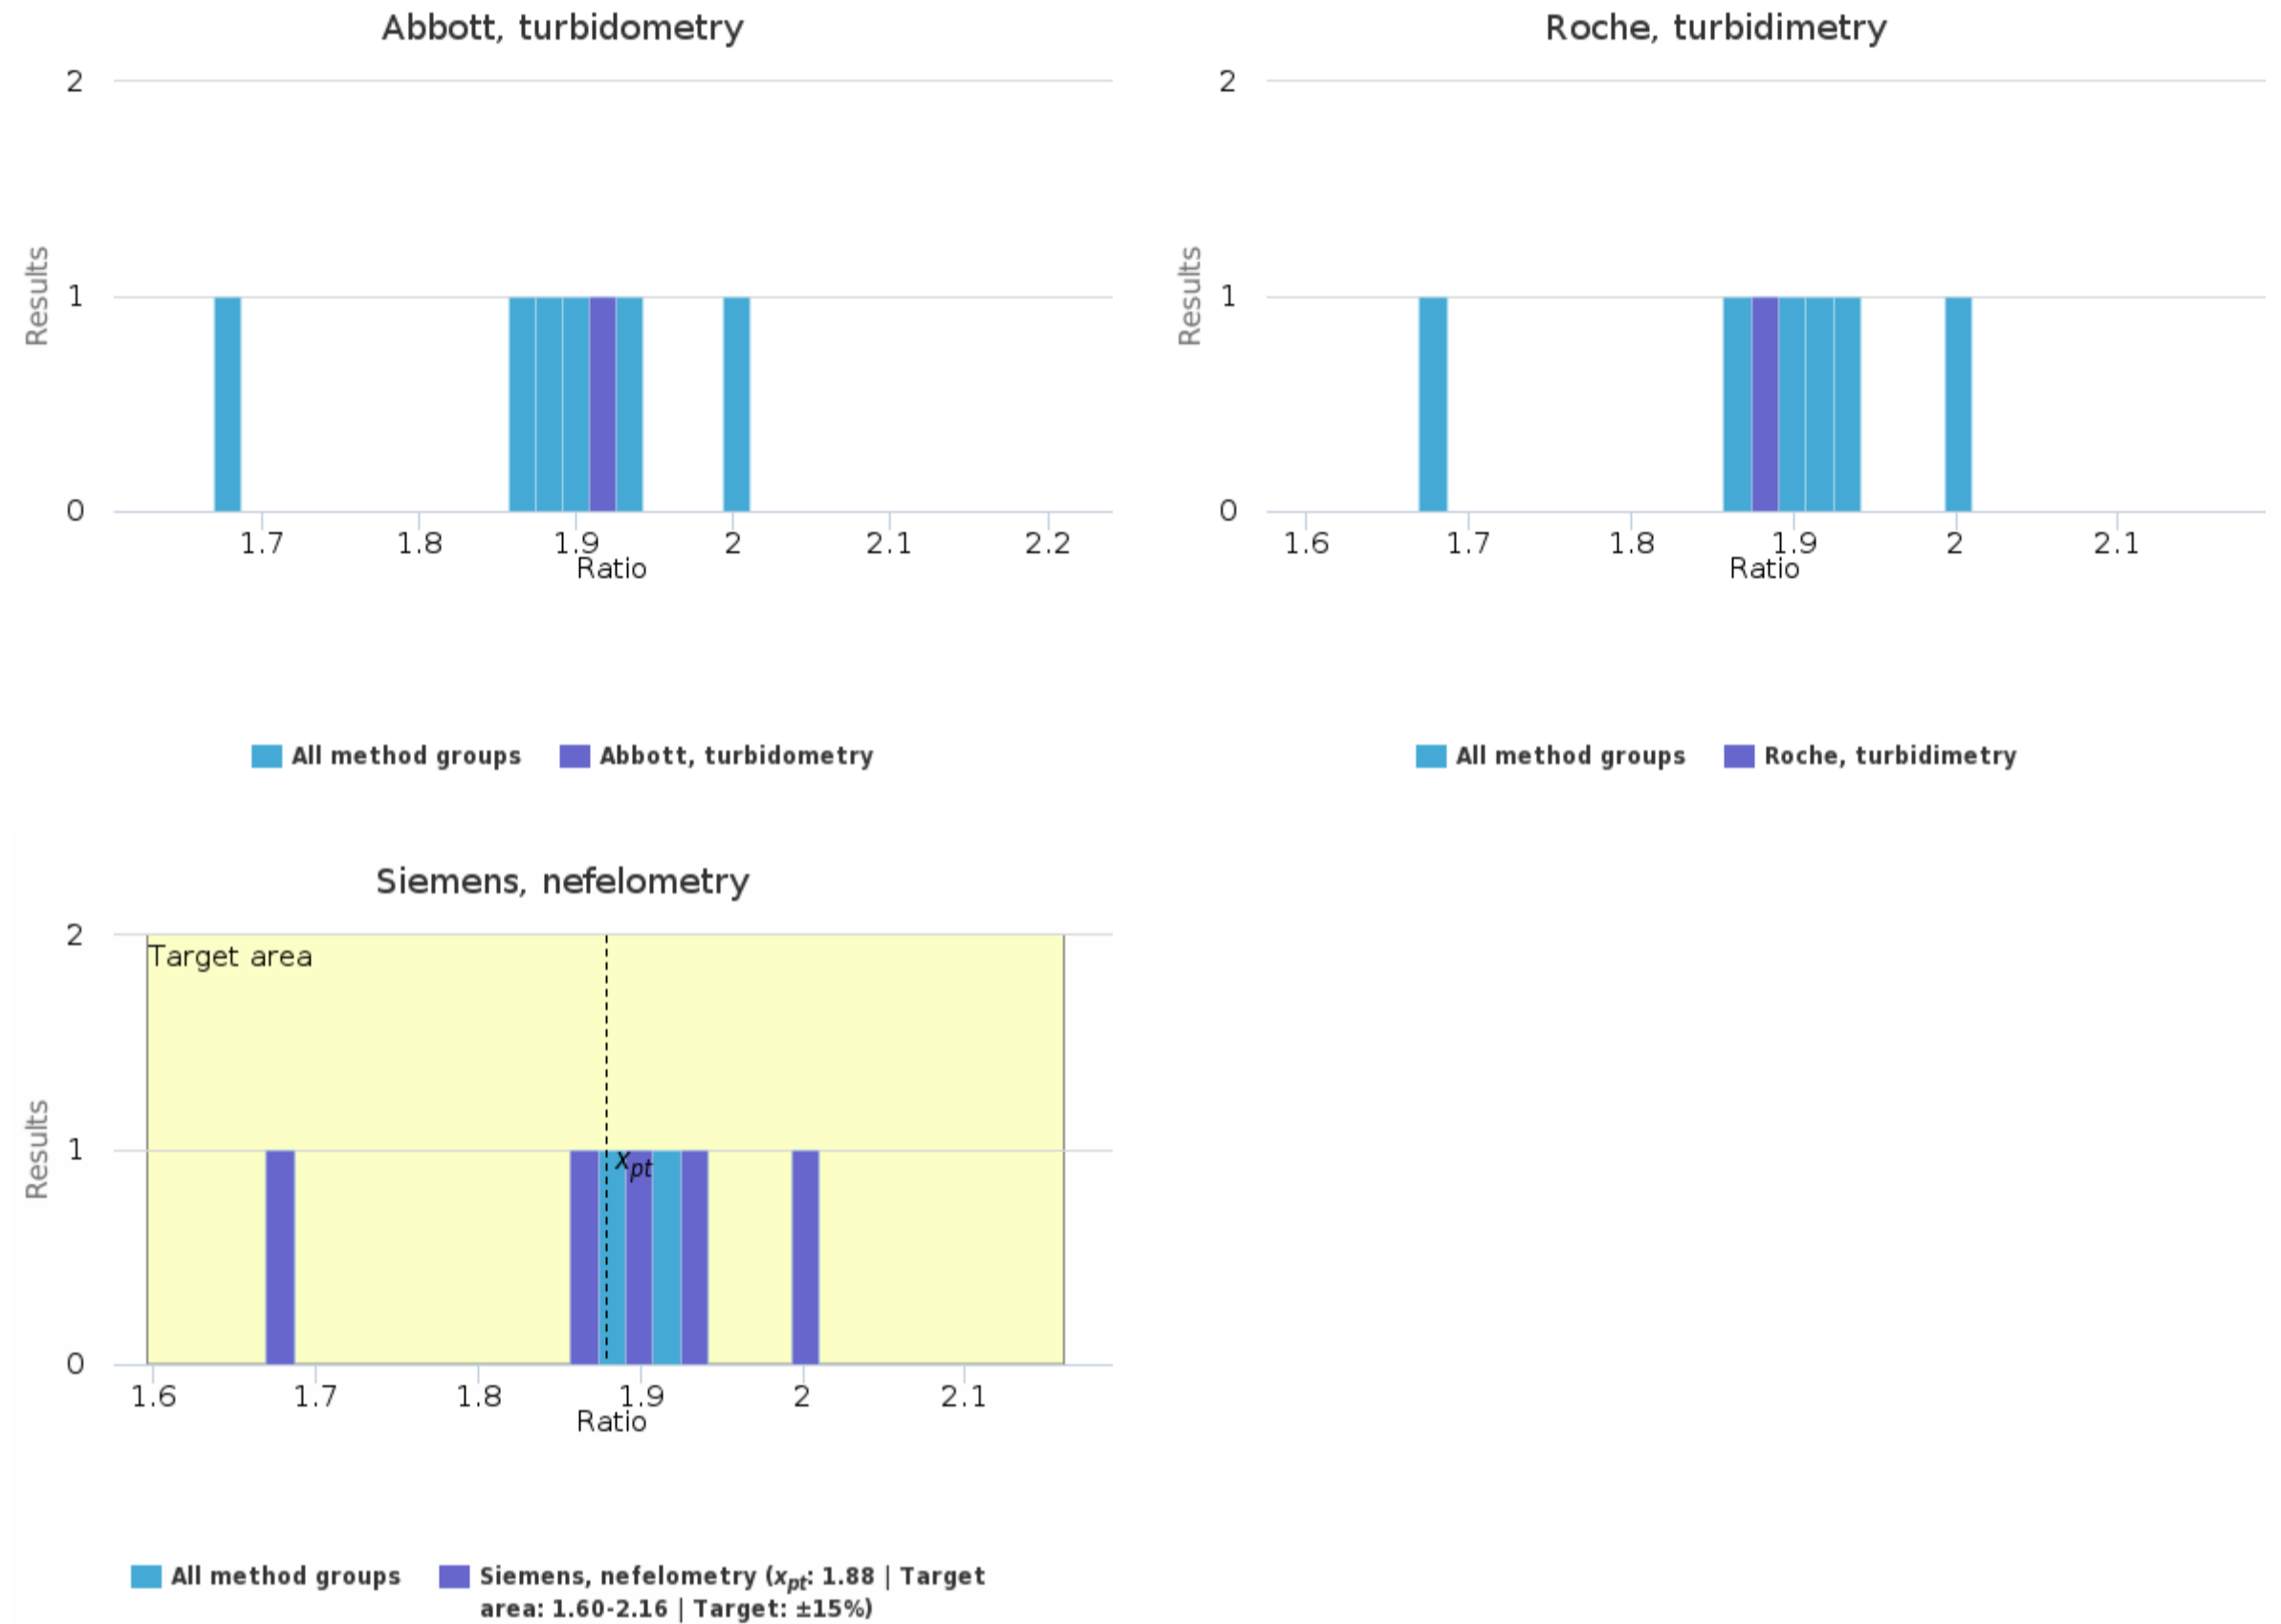 Abbott, turbidometry
2
1
0
Results
1.7 1.8 1.9 2 2.1 2.2
Ratio
All method groups Abbott, turbidometry
Roche, turbidimetry
2
1
0
Results
1.6 1.7 1.8 1.9 2 2.1
Ratio
All method groups Roche, turbidimetry
Siemens, nefelometry
2
Target area
1
xpt
0
Results
1.6 1.7 1.8 1.9 2 2.1
Ratio
All method groups Siemens, nefelometry (xpt: 1.88 | Target
area: 1.60-2.16 | Target: ±15%)